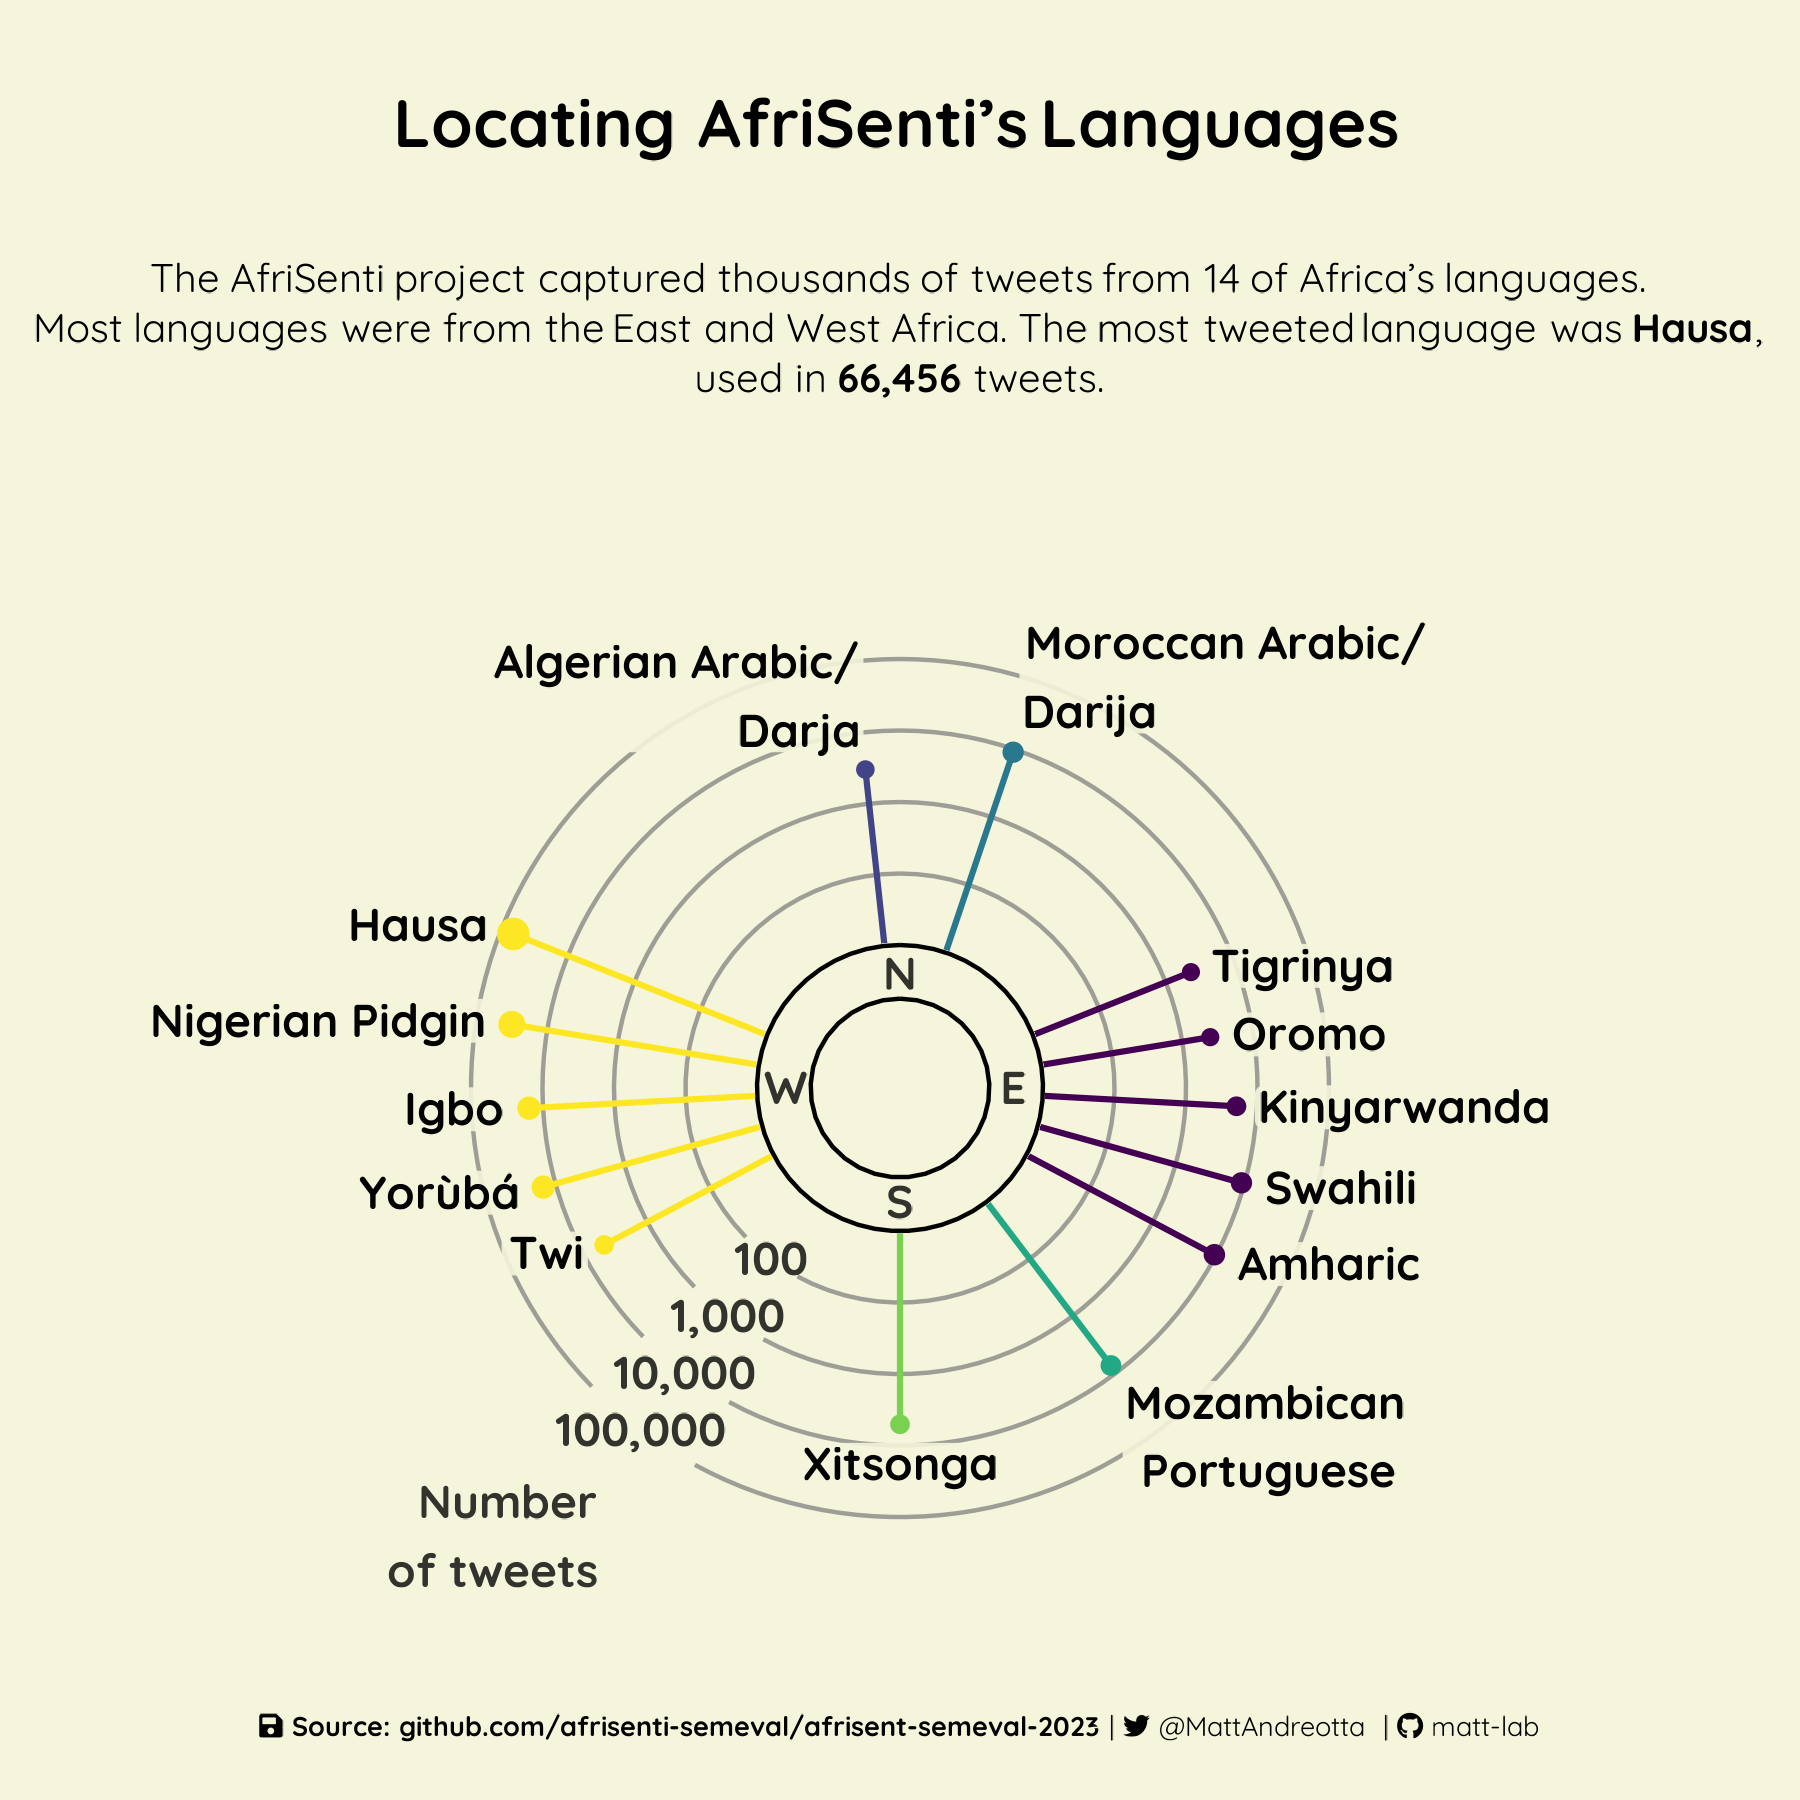 Locating AfriSenti’s Languages
The AfriSenti project captured thousands of tweets from 14 of Africa’s languages.
Most languages were from the East and West Africa. The most tweeted language was Hausa,
used in 66,456 tweets.
Algerian Arabic/
Darja
Moroccan Arabic/
Darija
Hausa
Nigerian Pidgin
Igbo
Yorùbá
Twi
N
W
E
S
Tigrinya
Oromo
Kinyarwanda
Swahili
Amharic
Mozambican
Portuguese
Xitsonga
100
1,000
10,000
100,000
Number
of tweets
Source: github.com/afrisenti-semeval/afrisent-semeval-2023 | @MattAndreotta | matt-lab